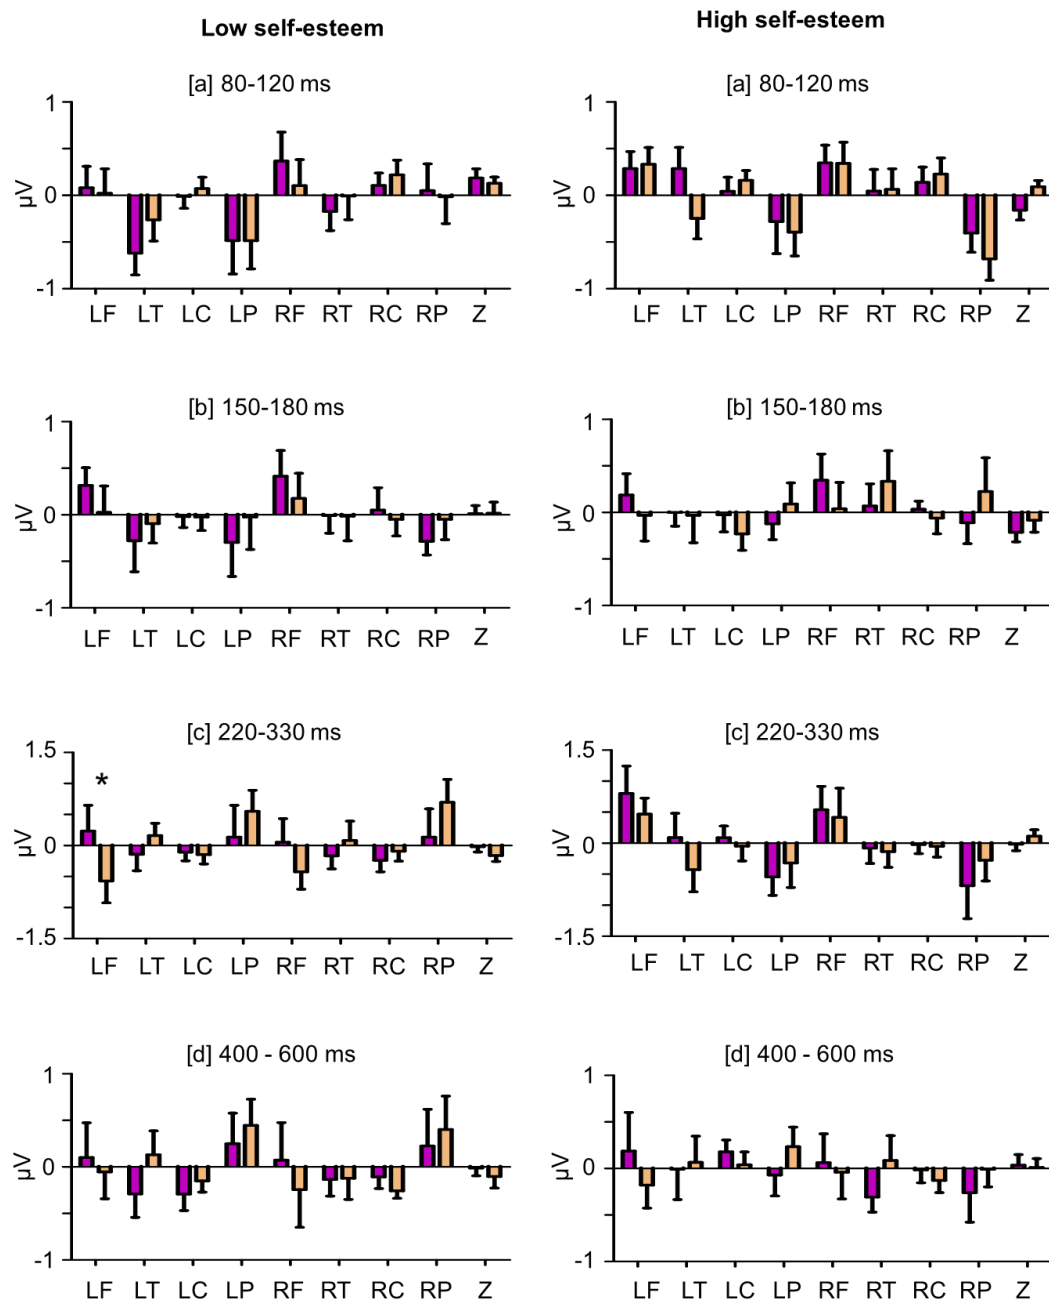 Low self-esteem
High self-esteem
[a] 80-120 ms
1
0
-1
µV
LF LT LC LP RF RT RC RP Z
[a] 80-120 ms
1
0
-1
µV
LF LT LC LP RF RT RC RP Z
[b] 150-180 ms
1
0
-1
µV
LF LT LC LP RF RT RC RP Z
[b] 150-180 ms
1
0
-1
µV
LF LT LC LP RF RT RC RP Z
[c] 220-330 ms
1.5
0
-1.5
µV
*
LF LT LC LP RF RT RC RP Z
[c] 220-330 ms
1.5
0
-1.5
µV
LF LT LC LP RF RT RC RP Z
[d] 400 - 600 ms
1
0
-1
µV
LF LT LC LP RF RT RC RP Z
[d] 400 - 600 ms
1
0
-1
µV
LF LT LC LP RF RT RC RP Z